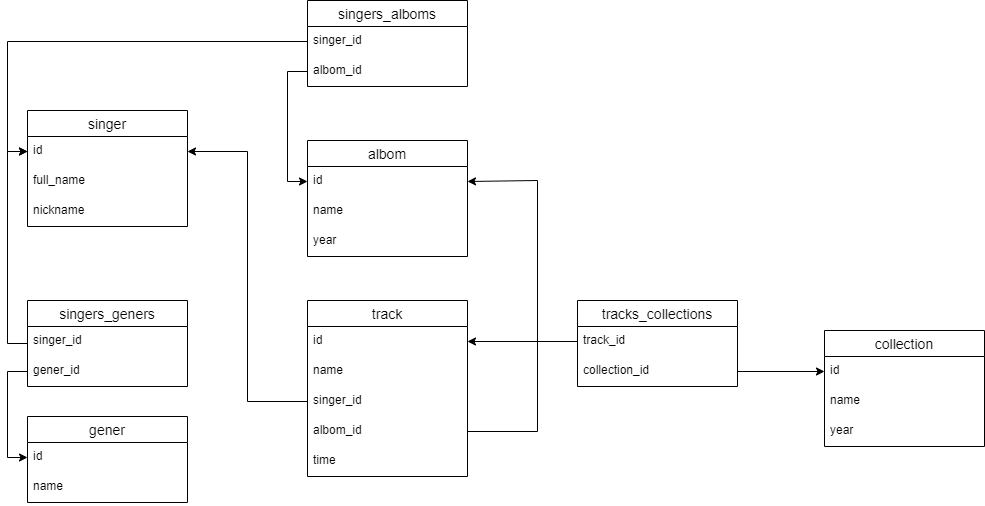 singers_alboms
singer_id
albom_id
singer
id
full_name
nickname
albom
id
name
year
singers_geners
singer_id
gener_id
gener
id
name
track
id
name
singer_id
albom_id
time
tracks_collections
track_id
collection_id
collection
id
name
year